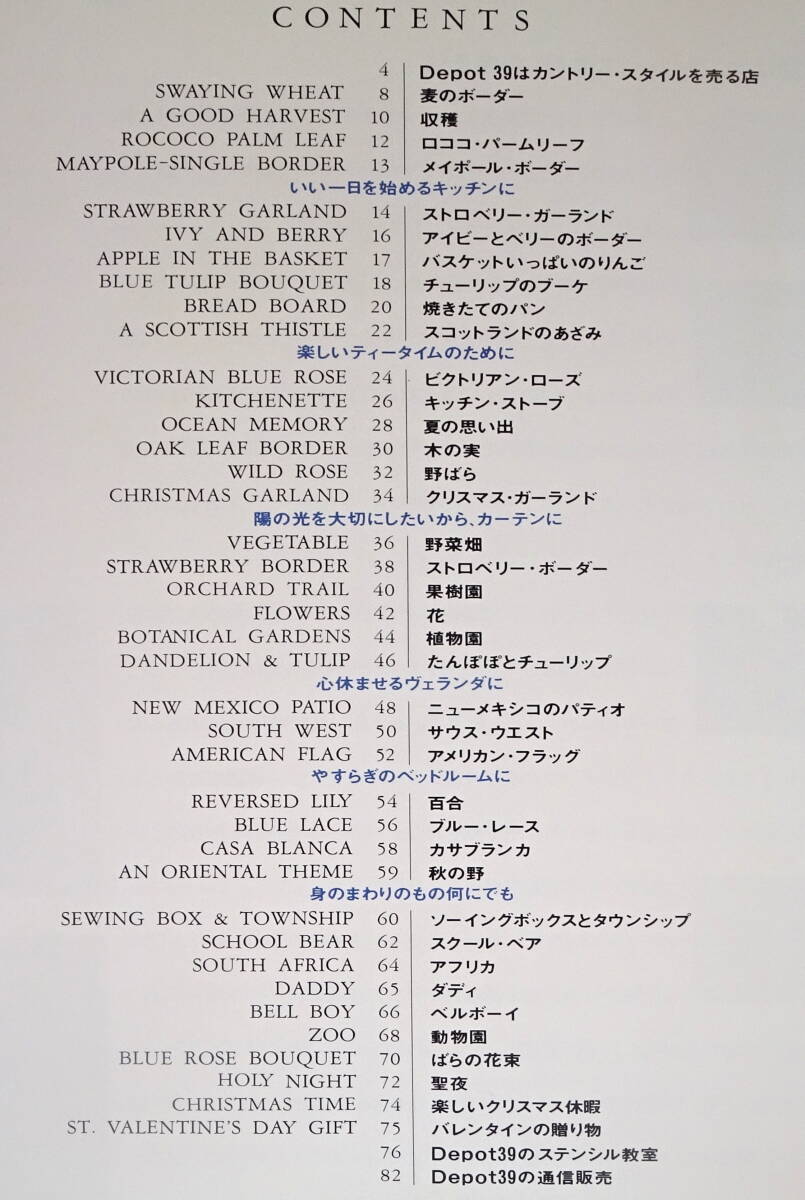 CONTENTS
4 Depot 39はカントリー・スタイルを売る店
SWAYING WHEAT 8 麦のボーダー
A GOOD HARVEST 10 収穫
ROCOCO PALM LEAF 12 ロココ・パームリーフ
MAYPOLE-SINGLE BORDER 13 メイポール・ボーダー
いい一日を始めるキッチンに
STRAWBERRY GARLAND 14 ストロベリー・ガーランド
IVY AND BERRY 16 アイビーとベリーのボーダー
APPLE IN THE BASKET 17 バスケットいっぱいのりんご
BLUE TULIP BOUQUET 18 チューリップのブーケ
BREAD BOARD 20 焼きたてのパン
A SCOTTISH THISTLE 22 スコットランドのあざみ
楽しいティータイムのために
VICTORIAN BLUE ROSE 24 ビクトリアン・ローズ
KITCHENETTE 26 キッチン・ストーブ
OCEAN MEMORY 28 夏の思い出
OAK LEAF BORDER 30 木の実
WILD ROSE 32 野ばら
CHRISTMAS GARLAND 34 クリスマス・ガーランド
陽の光を大切にしたいから、カーテンに
VEGETABLE 36 野菜畑
STRAWBERRY BORDER 38 ストロベリー・ボーダー
ORCHARD TRAIL 40 果樹園
FLOWERS 42 花
BOTANICAL GARDENS 44 植物園
DANDELION & TULIP 46 たんぽぽとチューリップ
心休ませるヴェランダに
NEW MEXICO PATIO 48 ニューメキシコのパティオ
SOUTH WEST 50 サウス・ウエスト
AMERICAN FLAG 52 アメリカン・フラッグ
やすらぎのベッドルームに
REVERSED LILY 54 百合
BLUE LACE 56 ブルー・レース
CASA BLANCA 58 カサブランカ
AN ORIENTAL THEME 59 秋の野
身のまわりのもの何にでも
SEWING BOX & TOWNSHIP 60 ソーイングボックスとタウンシップ
SCHOOL BEAR 62 スクール・ベア
SOUTH AFRICA 64 アフリカ
DADDY 65 ダディ
BELL BOY 66 ベルボーイ
ZOO 68 動物園
BLUE ROSE BOUQUET 70 ばらの花束
HOLY NIGHT 72 聖夜
CHRISTMAS TIME 74 楽しいクリスマス休暇
ST. VALENTINE'S DAY GIFT 75 バレンタインの贈り物
76 Depot39のステンシル教室
82 Depot39の通信販売